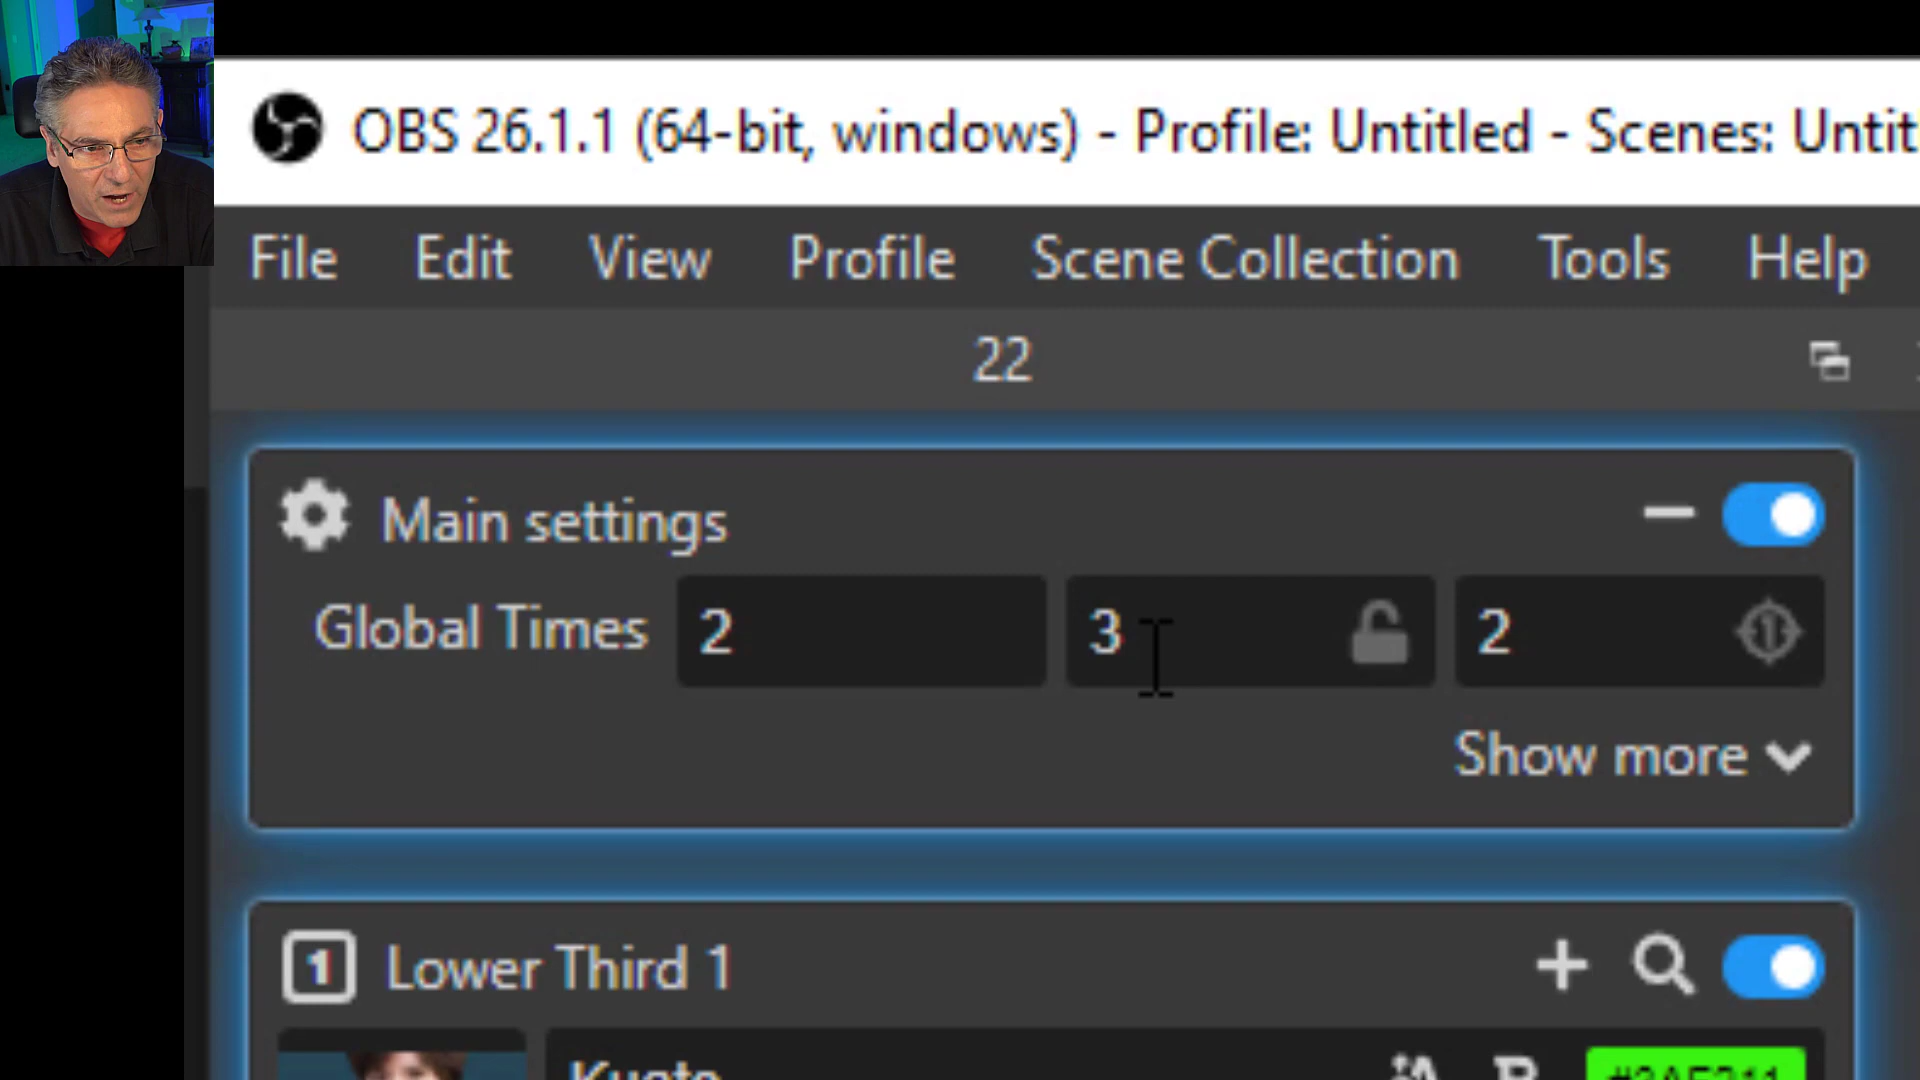 OBS 26.1.1 (64-bit, windows) - Profile: Untitled - Scenes: Untit
File Edit View Profile Scene Collection Tools Help
22
Main settings
Global Times 2 3 2
Show more
1 Lower Third 1